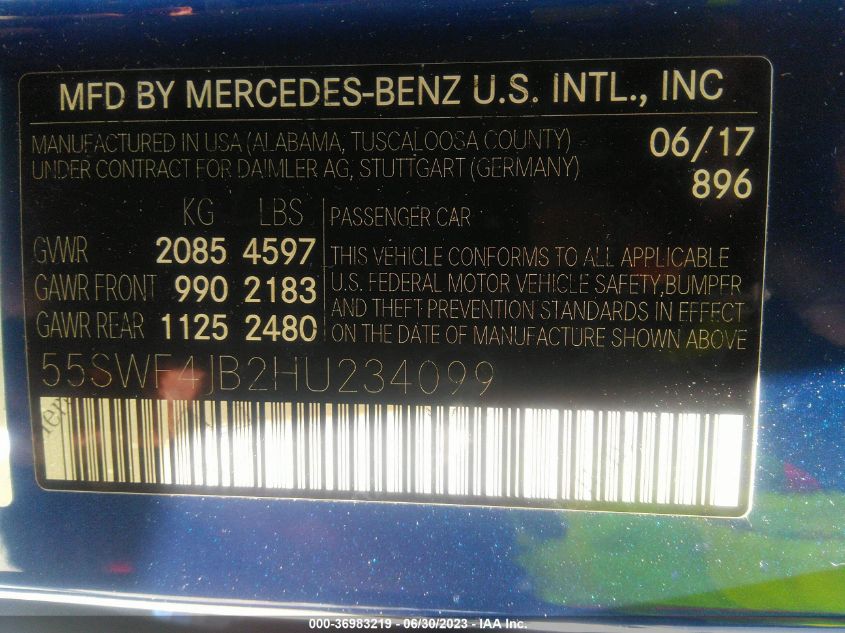 MFD BY MERCEDES-BENZ U.S. INTL., INC
MANUFACTURED IN USA (ALABAMA, TUSCALOOSA COUNTY) 06/17
UNDER CONTRACT FOR DAIMLER AG, STUTTGART (GERMANY) 896
KG LBS
GVWR 2085 4597
GAWR FRONT 990 2183
GAWR REAR 1125 2480
PASSENGER CAR
THIS VEHICLE CONFORMS TO ALL APPLICABLE
U.S. FEDERAL MOTOR VEHICLE SAFETY,BUMPER
AND THEFT PREVENTION STANDARDS IN EFFECT
ON THE DATE OF MANUFACTURE SHOWN ABOVE
55SWF4JB2HU234099
000-36983219 - 06/30/2023 - IAA Inc.